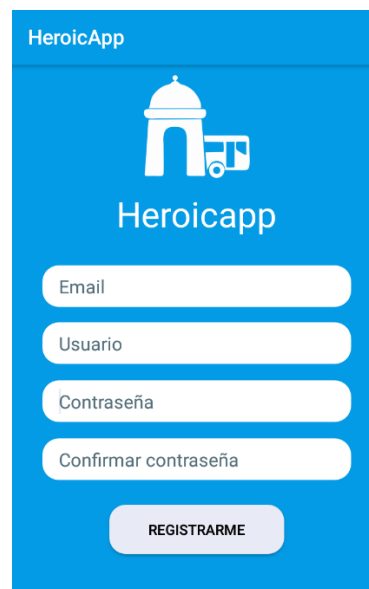 HeroicApp
Heroicapp
Email
Usuario
Contraseña
Confirmar contraseña
REGISTRARME